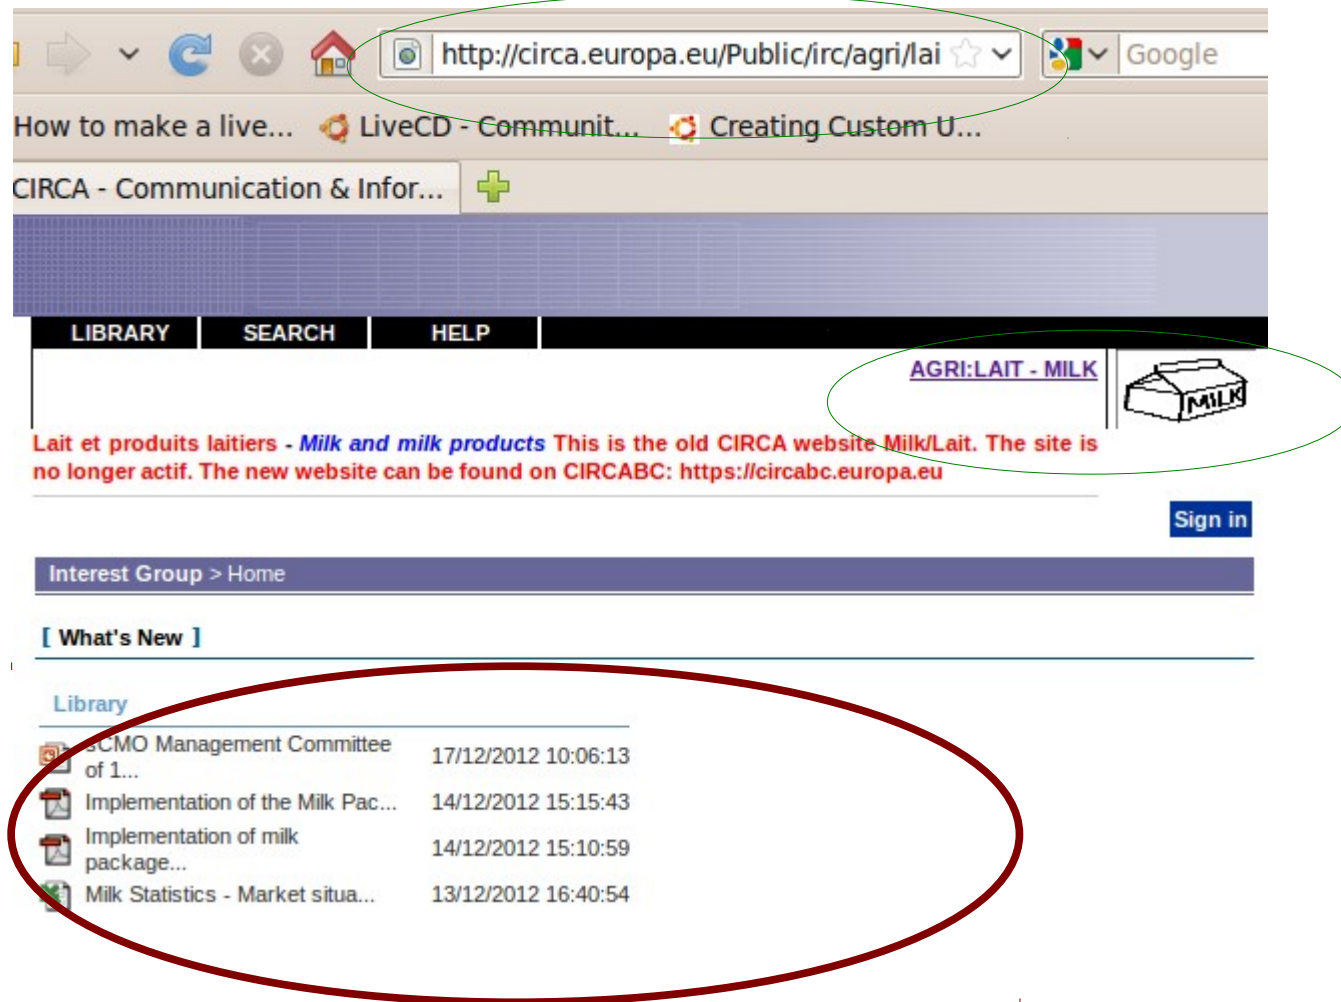 http://circa.europa.eu/Public/irc/agri/lai
Google
How to make a live...
LiveCD - Communit...
Creating Custom U...
CIRCA - Communication & Infor...
LIBRARY SEARCH HELP
AGRI:LAIT - MILK
MILK
Lait et produits laitiers - Milk and milk products This is the old CIRCA website Milk/Lait. The site is
no longer actif. The new website can be found on CIRCABC: https://circabc.europa.eu
Sign in
Interest Group > Home
[ What's New ]
Library
sCMO Management Committee
of 1... 17/12/2012 10:06:13
Implementation of the Milk Pac... 14/12/2012 15:15:43
Implementation of milk
package... 14/12/2012 15:10:59
Milk Statistics - Market situa... 13/12/2012 16:40:54